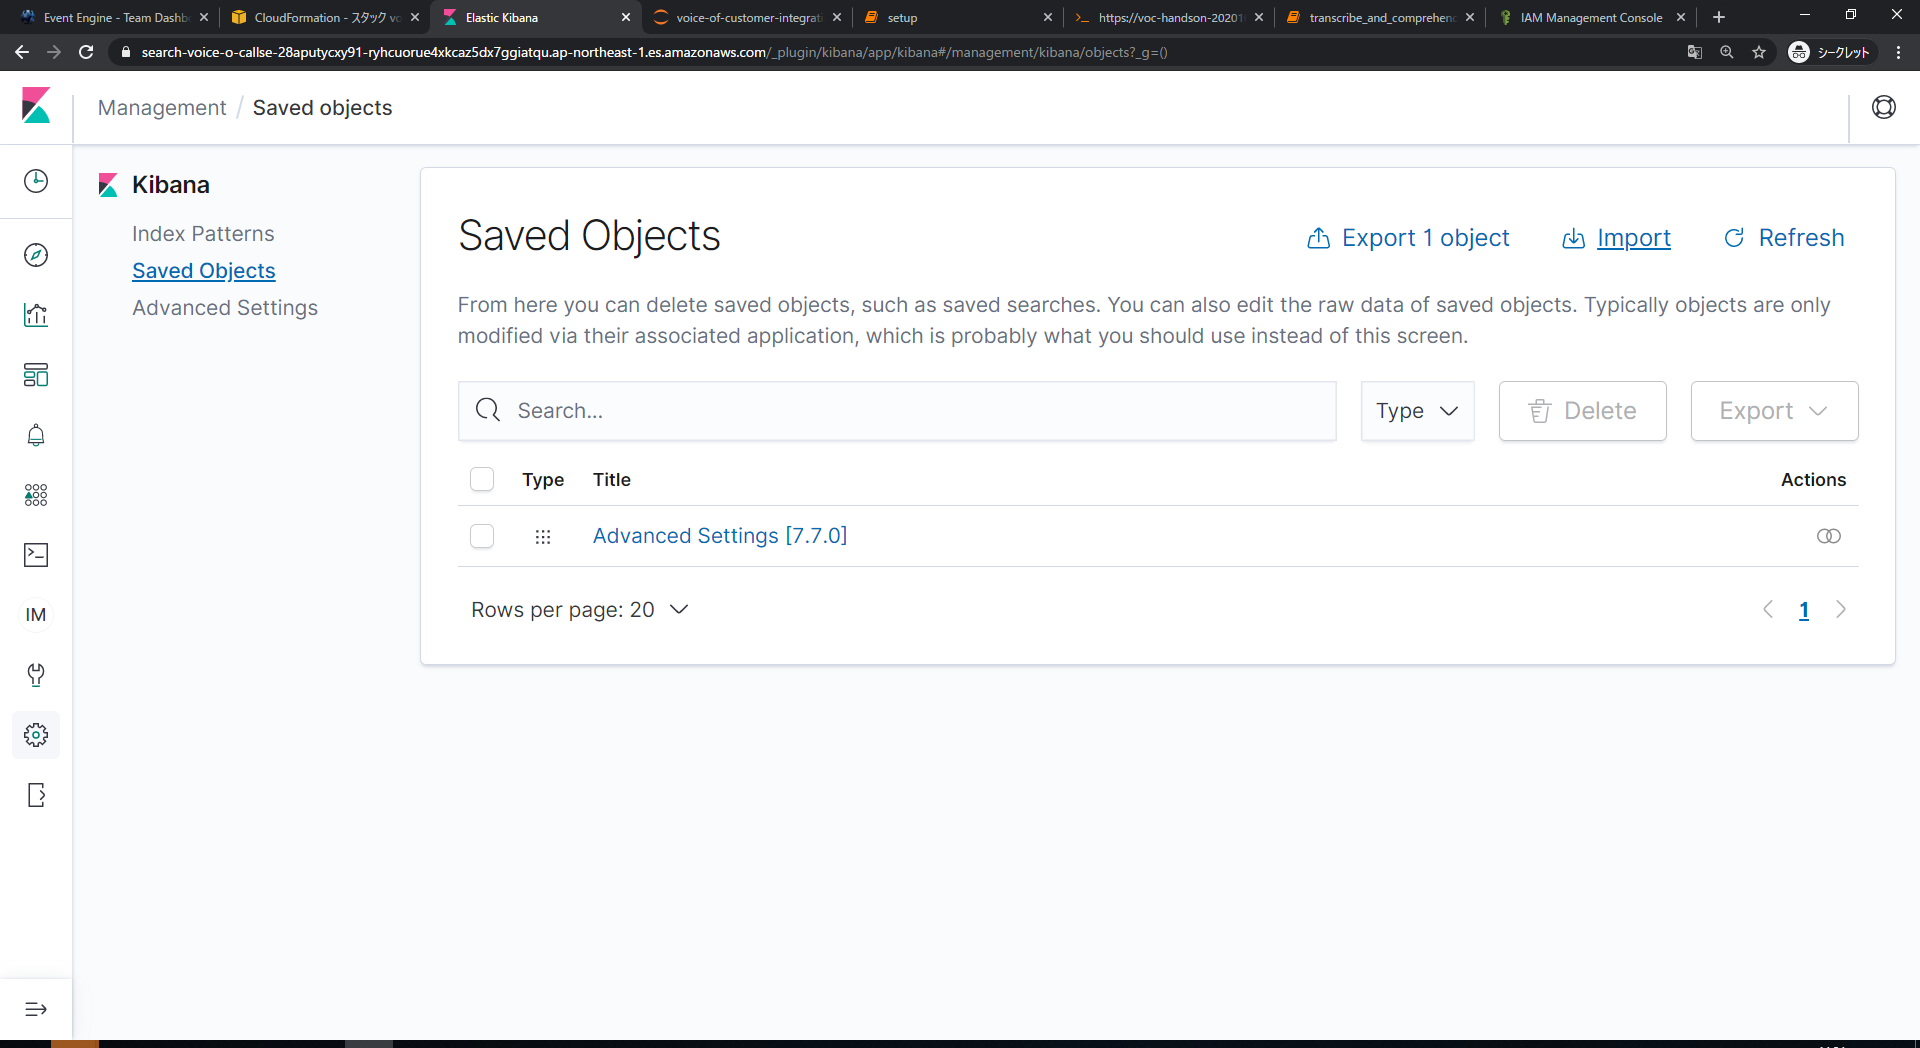 Event Engine - Team Dashb
CloudFormation - スタック vo
Elastic Kibana
voice-of-customer-integrati
setup
https://voc-handson-20201
transcribe_and_comprehen
IAM Management Console
search-voice-o-callse-28aputycxy91-ryhcuorue4xkcaz5dx7ggiatqu.ap-northeast-1.es.amazonaws.com/_plugin/kibana/app/kibana#/management/kibana/objects?_g=()
シークレット
Management / Saved objects
Kibana
Index Patterns
Saved Objects
Advanced Settings
IM
Saved Objects
Export 1 object
Import
Refresh
From here you can delete saved objects, such as saved searches. You can also edit the raw data of saved objects. Typically objects are only
modified via their associated application, which is probably what you should use instead of this screen.
Search...
Type
Delete
Export
Type Title Actions
Advanced Settings [7.7.0]
Rows per page: 20
1